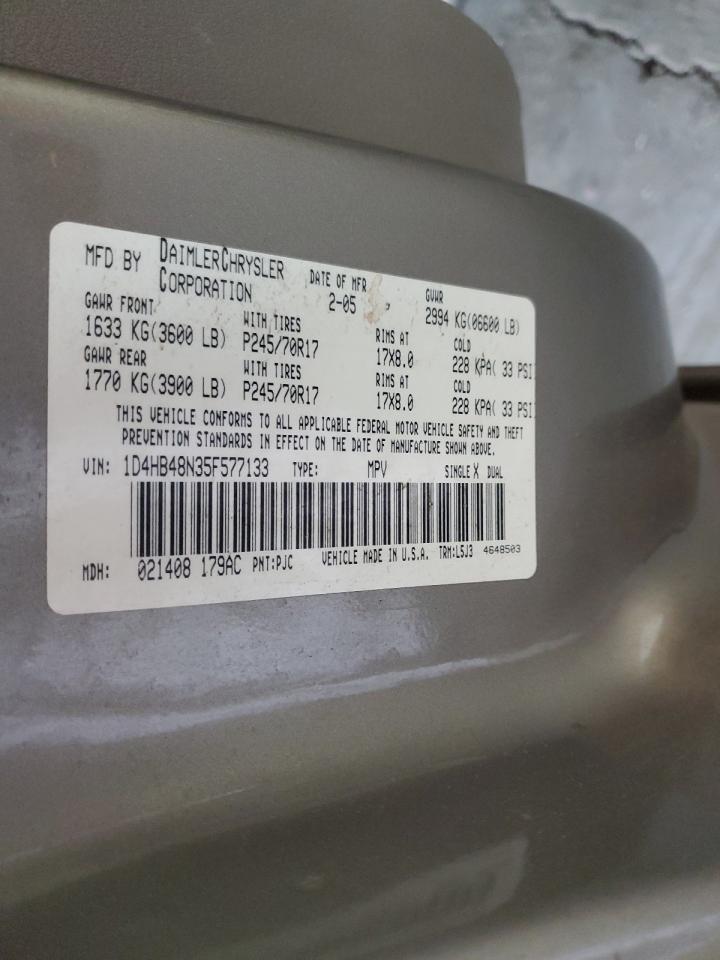 MFD BY DAIMLERCHRYSLER CORPORATION DATE OF MFR 2-05 GVWR 2994 KG(06600 LB)
GAWR FRONT WITH TIRES RIMS AT COLD
1633 KG(3600 LB) P245/70R17 17X8.0 228 KPA( 33 PSI)
GAWR REAR WITH TIRES RIMS AT COLD
1770 KG(3900 LB) P245/70R17 17X8.0 228 KPA( 33 PSI)
THIS VEHICLE CONFORMS TO ALL APPLICABLE FEDERAL MOTOR VEHICLE SAFETY AND THEFT
PREVENTION STANDARDS IN EFFECT ON THE DATE OF MANUFACTURE SHOWN ABOVE.
VIN: 1D4HB48N35F577133 TYPE: MPV SINGLE X DUAL
MDH: 021408 179AC PNT:PJC VEHICLE MADE IN U.S.A. TRM:L5J3 4648503